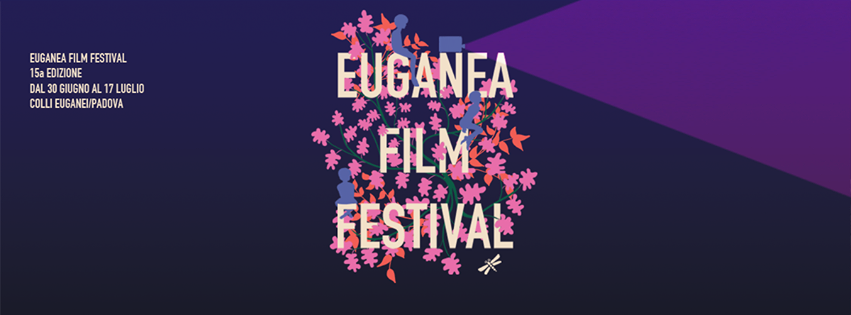 EUGANEA FILM FESTIVAL
15a EDIZIONE
DAL 30 GIUGNO AL 17 LUGLIO
COLLI EUGANEI/PADOVA
EUGANEA
FILM
FESTIVAL